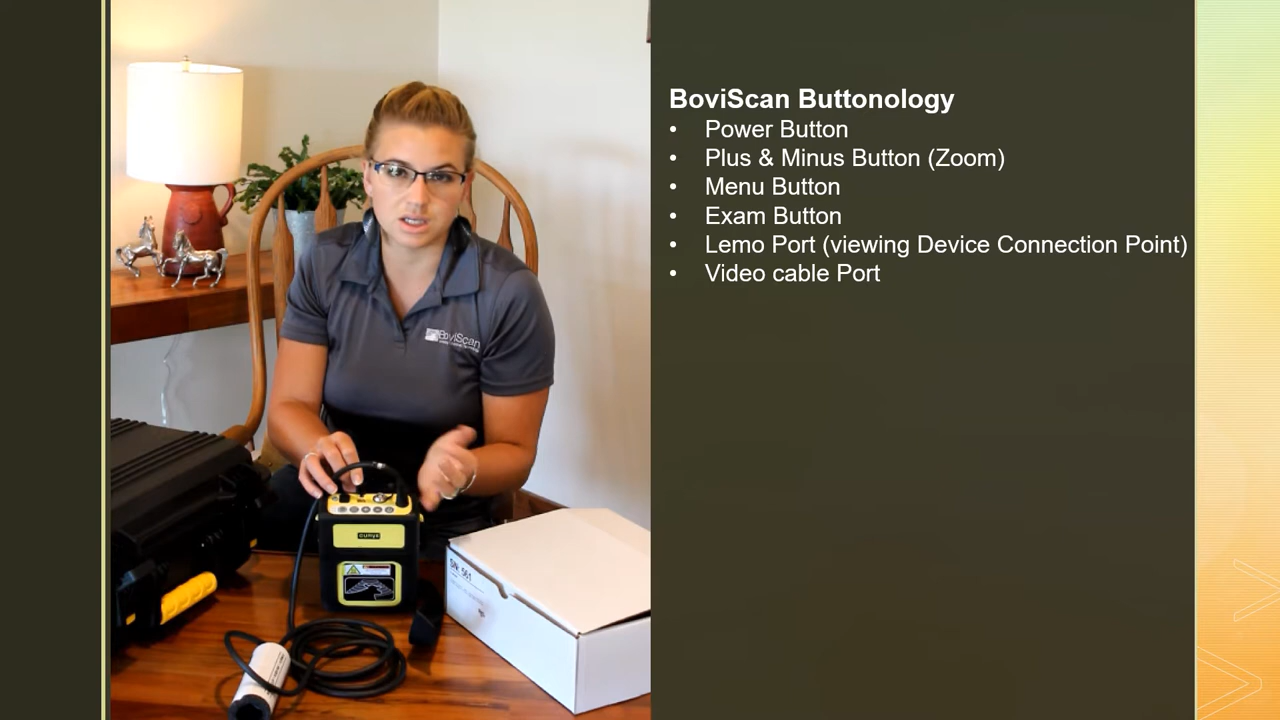 BoviScan Buttonology
• Power Button
• Plus & Minus Button (Zoom)
• Menu Button
• Exam Button
• Lemo Port (viewing Device Connection Point)
• Video cable Port
BoviScan
SN: 561